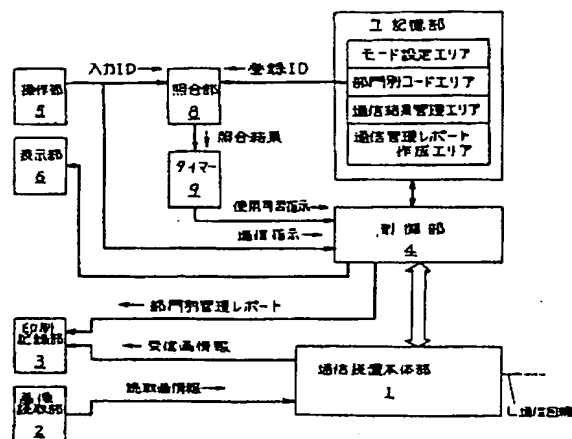 7 記憶部
モード設定エリア
部門別コードエリア
通信結果管理エリア
通信管理レポート
作成エリア
操作部
5
入力ID
照合部
8
登録ID
照合結果
表示部
6
タイマー
9
使用可否指示
通信指示
制御部
4
部門別管理レポート
印刷
記録部
3
受信画情報
通信装置本体部
1
読取画情報
画像
読取部
2
通信回線